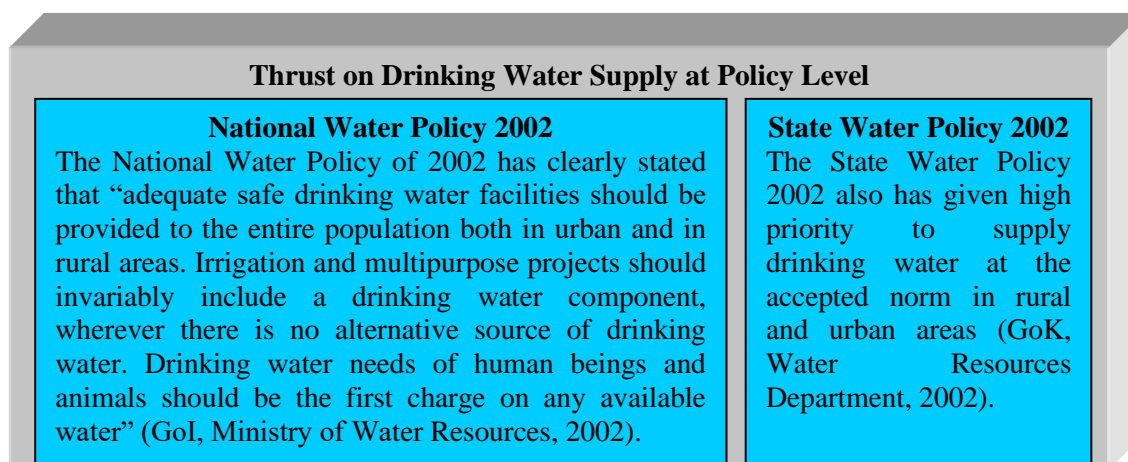 Thrust on Drinking Water Supply at Policy Level
National Water Policy 2002
The National Water Policy of 2002 has clearly stated
that “adequate safe drinking water facilities should be
provided to the entire population both in urban and in
rural areas. Irrigation and multipurpose projects should
invariably include a drinking water component,
wherever there is no alternative source of drinking
water. Drinking water needs of human beings and
animals should be the first charge on any available
water” (GoI, Ministry of Water Resources, 2002).
State Water Policy 2002
The State Water Policy
2002 also has given high
priority to supply
drinking water at the
accepted norm in rural
and urban areas (GoK,
Water Resources
Department, 2002).